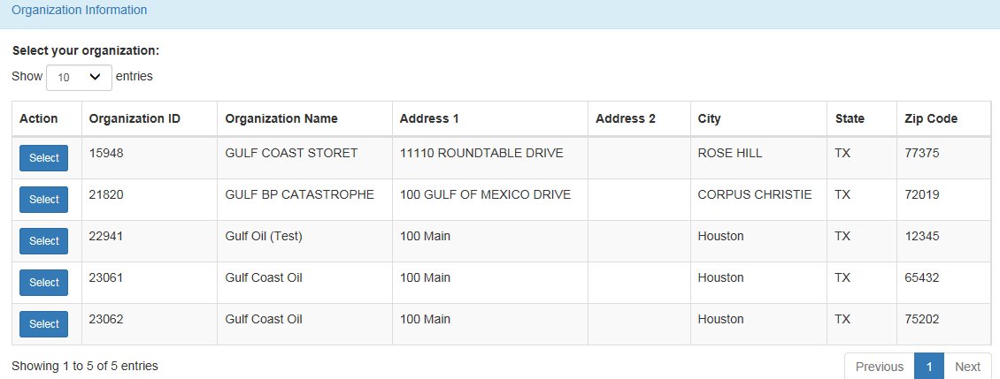 Organization Information
Select your organization:
Show 10 entries
Action Organization ID Organization Name Address 1 Address 2 City State Zip Code
Select 15948 GULF COAST STORET 11110 ROUNDTABLE DRIVE ROSE HILL TX 77375
Select 21820 GULF BP CATASTROPHE 100 GULF OF MEXICO DRIVE CORPUS CHRISTIE TX 72019
Select 22941 Gulf Oil (Test) 100 Main Houston TX 12345
Select 23061 Gulf Coast Oil 100 Main Houston TX 65432
Select 23062 Gulf Coast Oil 100 Main Houston TX 75202
Showing 1 to 5 of 5 entries Previous 1 Next